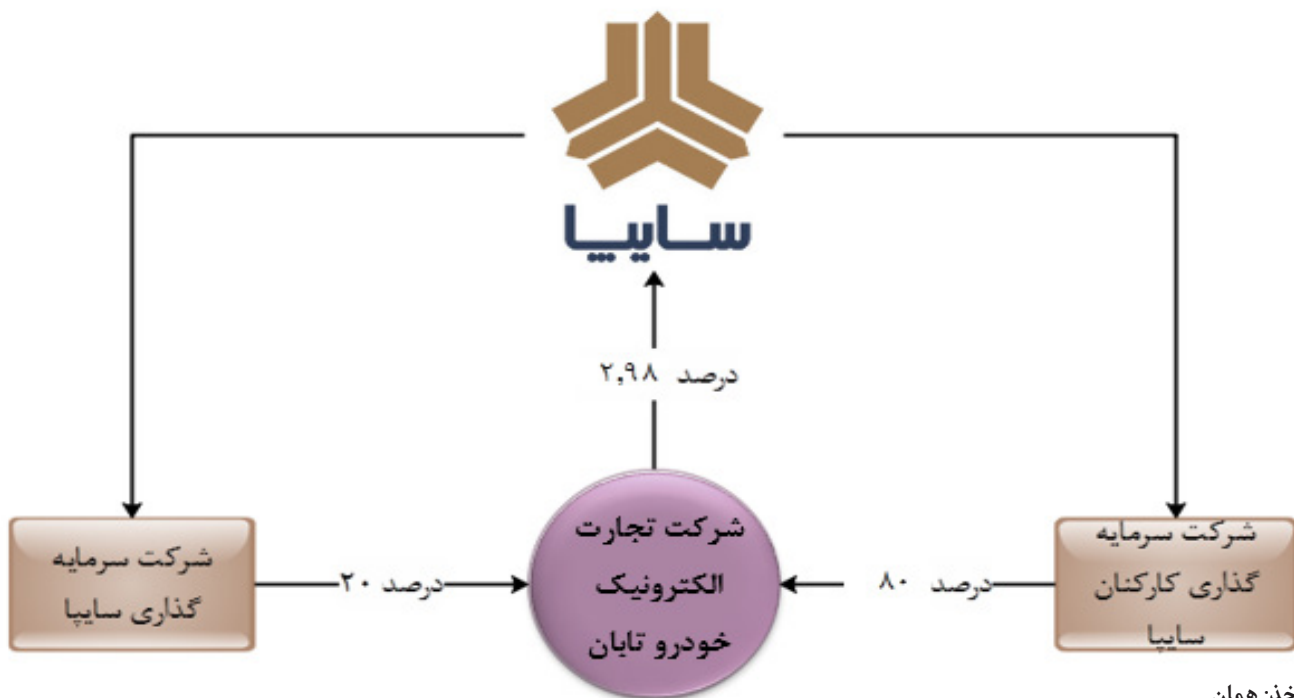 سايپا
۲,۹۸ درصد
شرکت سرمایه
گذاری کارکنان
سایپا
۸۰ درصد
شرکت تجارت
الکترونیک
خودرو تابان
۲۰ درصد
شرکت سرمایه
گذاری سایپا